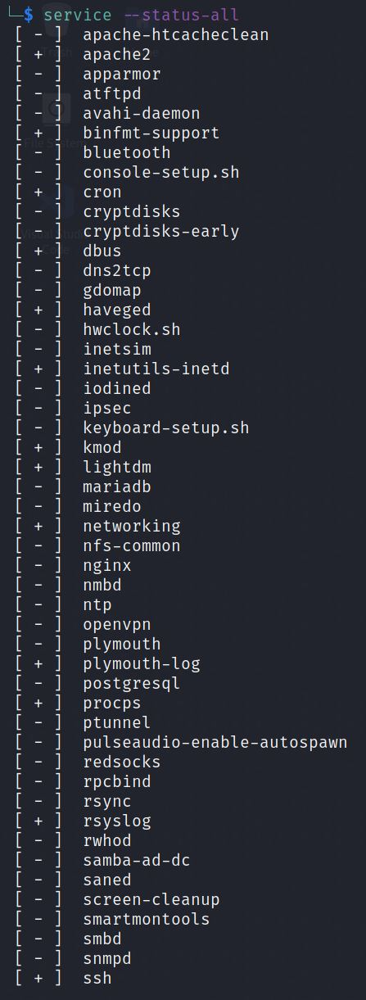 └─$ service --status-all
[ - ]  apache-htcacheclean
[ + ]  apache2
[ - ]  apparmor
[ - ]  atftpd
[ - ]  avahi-daemon
[ + ]  binfmt-support
[ - ]  bluetooth
[ - ]  console-setup.sh
[ + ]  cron
[ - ]  cryptdisks
[ - ]  cryptdisks-early
[ + ]  dbus
[ - ]  dns2tcp
[ - ]  gdomap
[ + ]  haveged
[ - ]  hwclock.sh
[ - ]  inetsim
[ + ]  inetutils-inetd
[ - ]  iodined
[ - ]  ipsec
[ - ]  keyboard-setup.sh
[ + ]  kmod
[ + ]  lightdm
[ - ]  mariadb
[ - ]  miredo
[ + ]  networking
[ - ]  nfs-common
[ - ]  nginx
[ - ]  nmbd
[ - ]  ntp
[ - ]  openvpn
[ - ]  plymouth
[ + ]  plymouth-log
[ - ]  postgresql
[ + ]  procps
[ - ]  ptunnel
[ - ]  pulseaudio-enable-autospawn
[ - ]  redsocks
[ - ]  rpcbind
[ - ]  rsync
[ + ]  rsyslog
[ - ]  rwhod
[ - ]  samba-ad-dc
[ - ]  saned
[ - ]  screen-cleanup
[ - ]  smartmontools
[ - ]  smbd
[ - ]  snmpd
[ + ]  ssh
Trash
File System